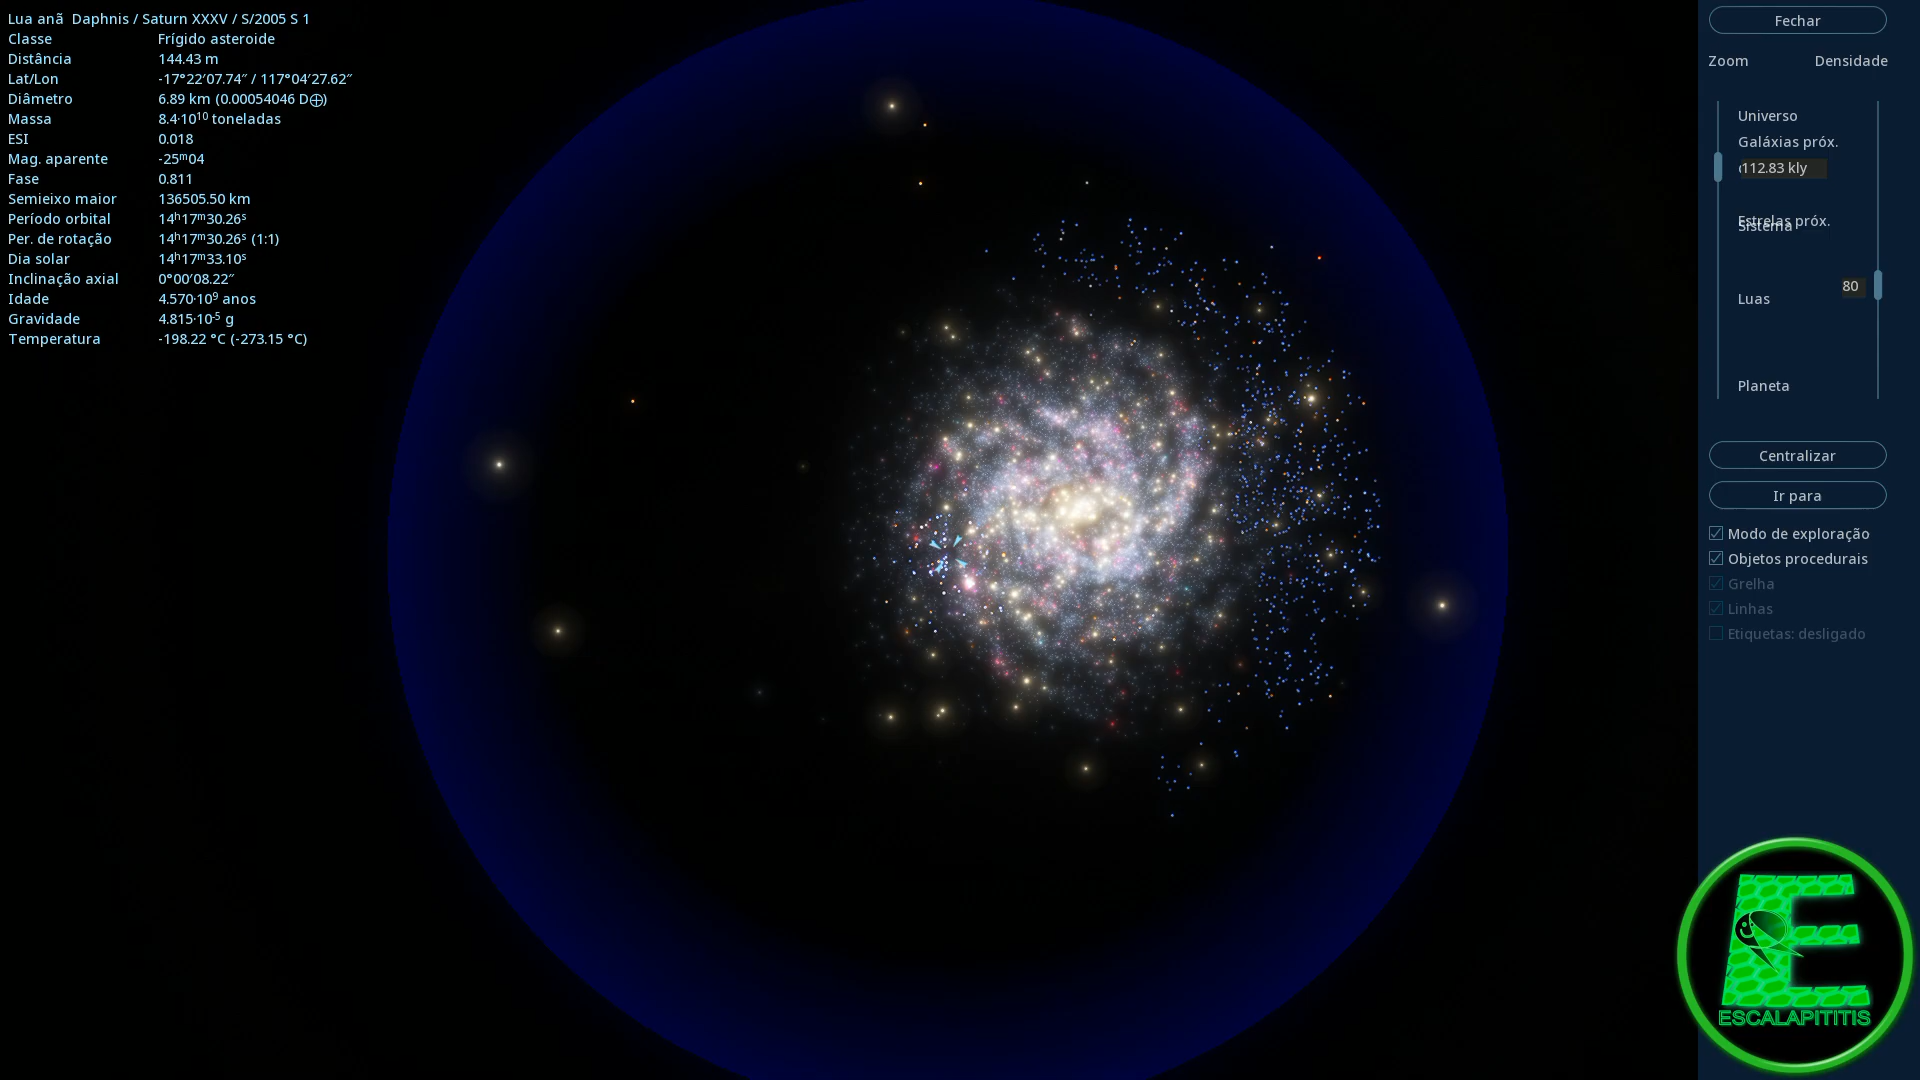 Lua anã Daphnis / Saturn XXXV / S/2005 S 1
Classe Frígido asteroide
Distância 144.43 m
Lat/Lon -17°22′07.74″ / 117°04′27.62″
Diâmetro 6.89 km (0.00054046 D⊕)
Massa 8.4·10¹⁰ toneladas
ESI 0.018
Mag. aparente -25ᵐ04
Fase 0.811
Semieixo maior 136505.50 km
Período orbital 14ʰ17ᵐ30.26ˢ
Per. de rotação 14ʰ17ᵐ30.26ˢ (1:1)
Dia solar 14ʰ17ᵐ33.10ˢ
Inclinação axial 0°00′08.22″
Idade 4.570·10⁹ anos
Gravidade 4.815·10⁻⁵ g
Temperatura -198.22 °C (-273.15 °C)
Fechar
Zoom Densidade
Universo
Galáxias próx.
112.83 kly
Estrelas próx.
Sistema
80
Luas
Planeta
Centralizar
Ir para
Modo de exploração
Objetos procedurais
Grelha
Linhas
Etiquetas: desligado
E
ESCALAPITITIS